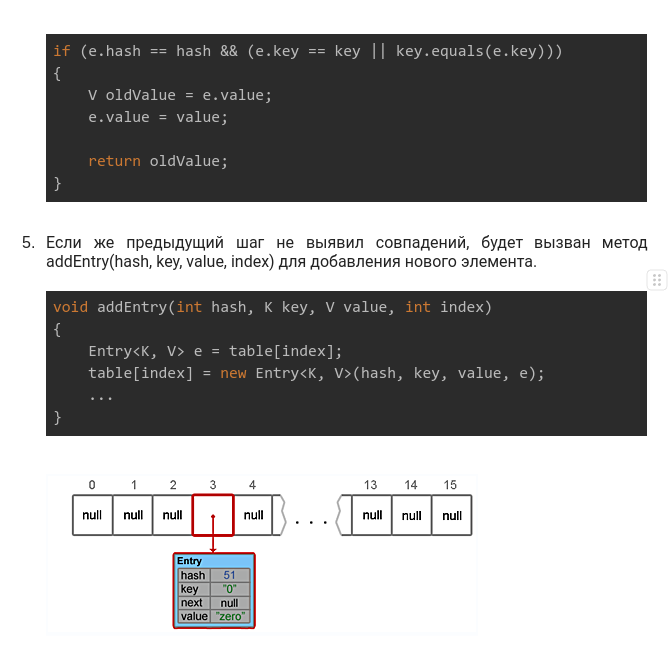 if (e.hash == hash && (e.key == key || key.equals(e.key)))
{
    V oldValue = e.value;
    e.value = value;

    return oldValue;
}
5. Если же предыдущий шаг не выявил совпадений, будет вызван метод
addEntry(hash, key, value, index) для добавления нового элемента.
void addEntry(int hash, K key, V value, int index)
{
    Entry<K, V> e = table[index];
    table[index] = new Entry<K, V>(hash, key, value, e);
    ...
}
0 1 2 3 4 13 14 15
null null null null . . . null null null
Entry
hash 51
key "0"
next null
value "zero"